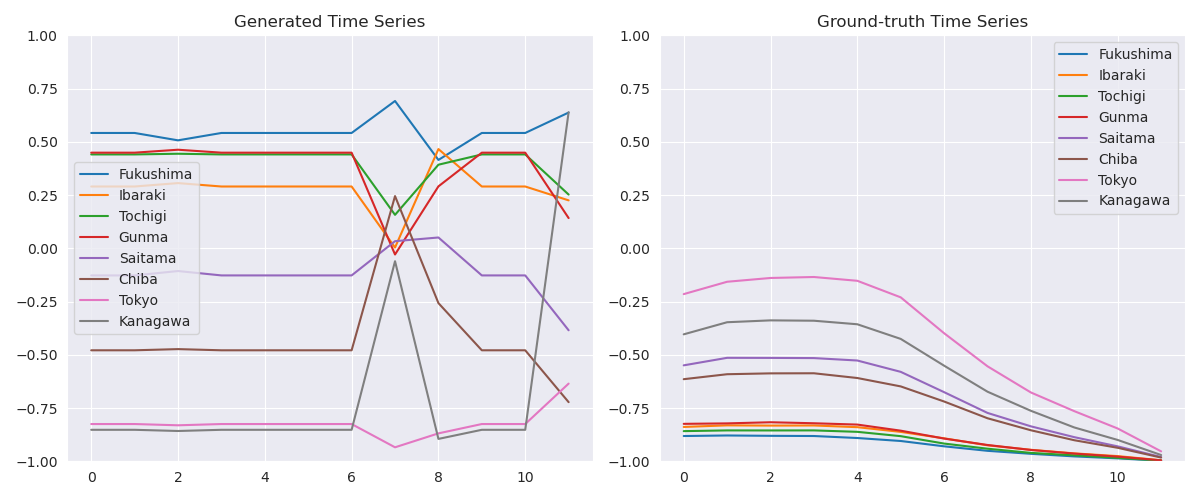 Generated Time Series
1.00
0.75
0.50
0.25
0.00
−0.25
−0.50
−0.75
−1.00
0 2 4 6 8 10
Fukushima
Ibaraki
Tochigi
Gunma
Saitama
Chiba
Tokyo
Kanagawa
Ground-truth Time Series
1.00
0.75
0.50
0.25
0.00
−0.25
−0.50
−0.75
−1.00
0 2 4 6 8 10
Fukushima
Ibaraki
Tochigi
Gunma
Saitama
Chiba
Tokyo
Kanagawa